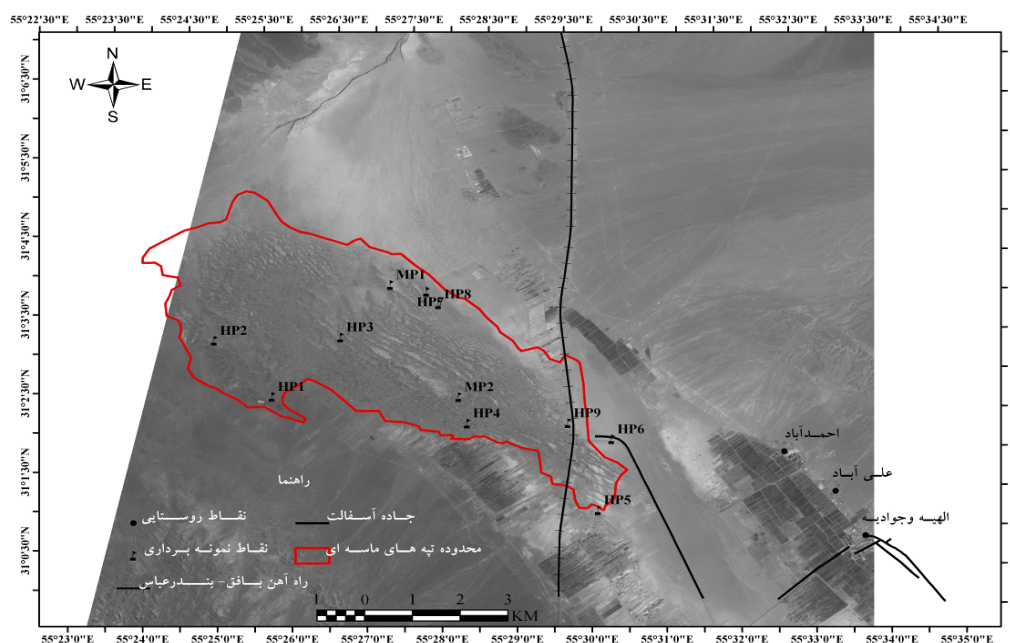 55°22'30"E 55°23'30"E 55°24'30"E 55°25'30"E 55°26'30"E 55°27'30"E 55°28'30"E 55°29'30"E 55°30'30"E 55°31'30"E 55°32'30"E 55°33'30"E 55°34'30"E
N
W E
S
31°6'30"N
31°5'30"N
31°4'30"N
31°3'30"N
31°2'30"N
31°1'30"N
31°0'30"N
MP1
HP8
HP7
HP2
HP3
HP1
MP2
HP4
HP9
HP6
HP5
احمدآباد
علی آباد
الهیه وجوادیه
راهنما
نقاط روستایی
جاده آسفالت
نقاط نمونه برداری
محدوده تپه های ماسه ای
راه آهن بافق- بندرعباس
1 0 1 2 3
KM
55°23'0"E 55°24'0"E 55°25'0"E 55°26'0"E 55°27'0"E 55°28'0"E 55°29'0"E 55°30'0"E 55°31'0"E 55°32'0"E 55°33'0"E 55°34'0"E 55°35'0"E